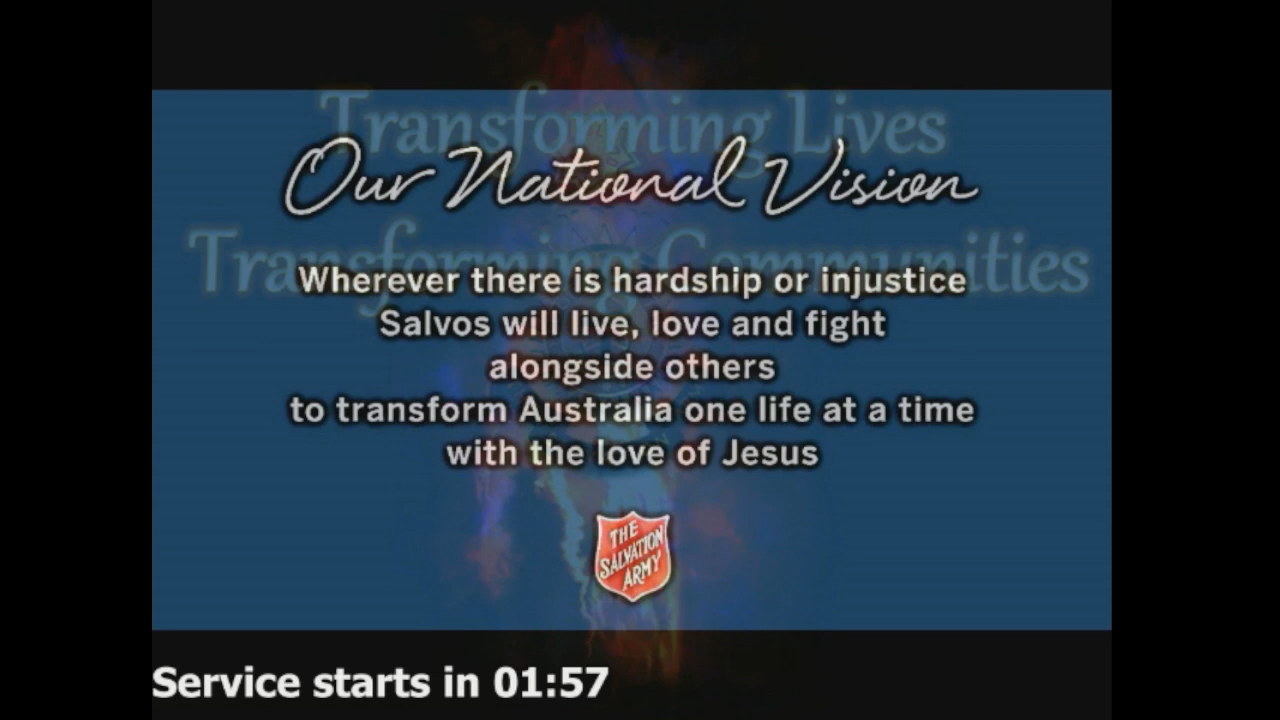 Transforming Lives
Our National Vision
Transforming Communities
Wherever there is hardship or injustice
Salvos will live, love and fight
alongside others
to transform Australia one life at a time
with the love of Jesus
THE
SALVATION
ARMY
Service starts in 01:57